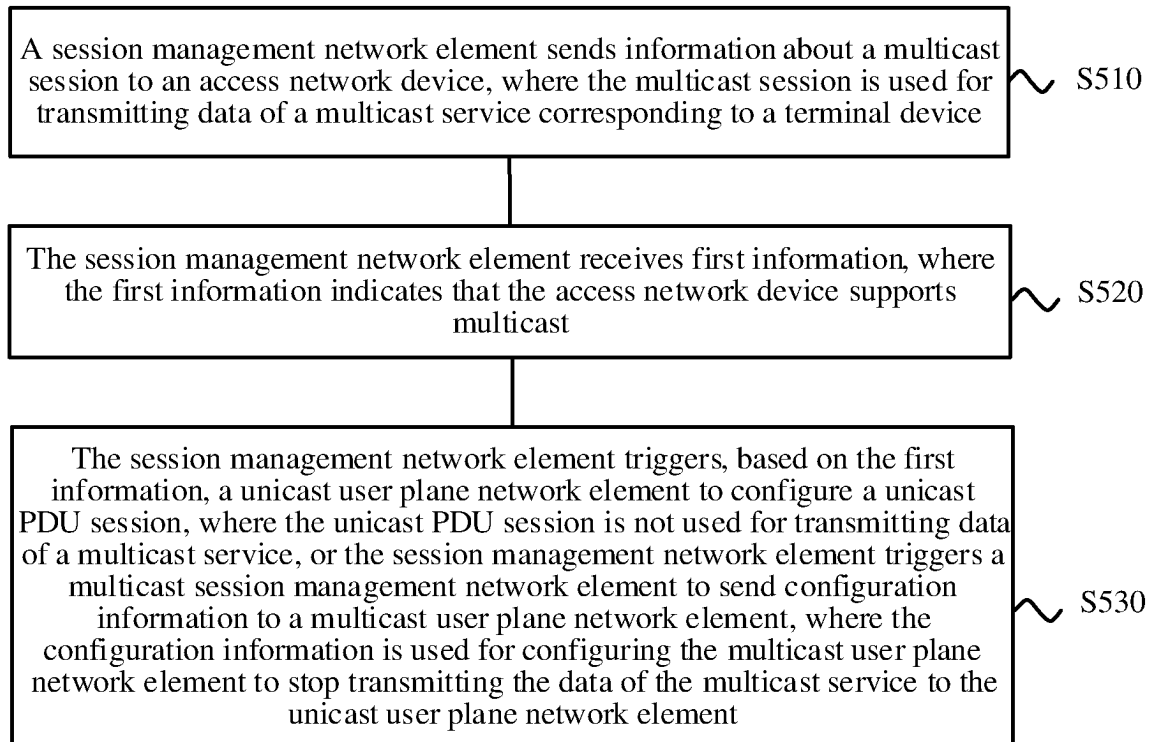 A session management network element sends information about a multicast
session to an access network device, where the multicast session is used for
transmitting data of a multicast service corresponding to a terminal device
S510
The session management network element receives first information, where
the first information indicates that the access network device supports
multicast
S520
The session management network element triggers, based on the first
information, a unicast user plane network element to configure a unicast
PDU session, where the unicast PDU session is not used for transmitting data
of a multicast service, or the session management network element triggers a
multicast session management network element to send configuration
information to a multicast user plane network element, where the
configuration information is used for configuring the multicast user plane
network element to stop transmitting the data of the multicast service to the
unicast user plane network element
S530